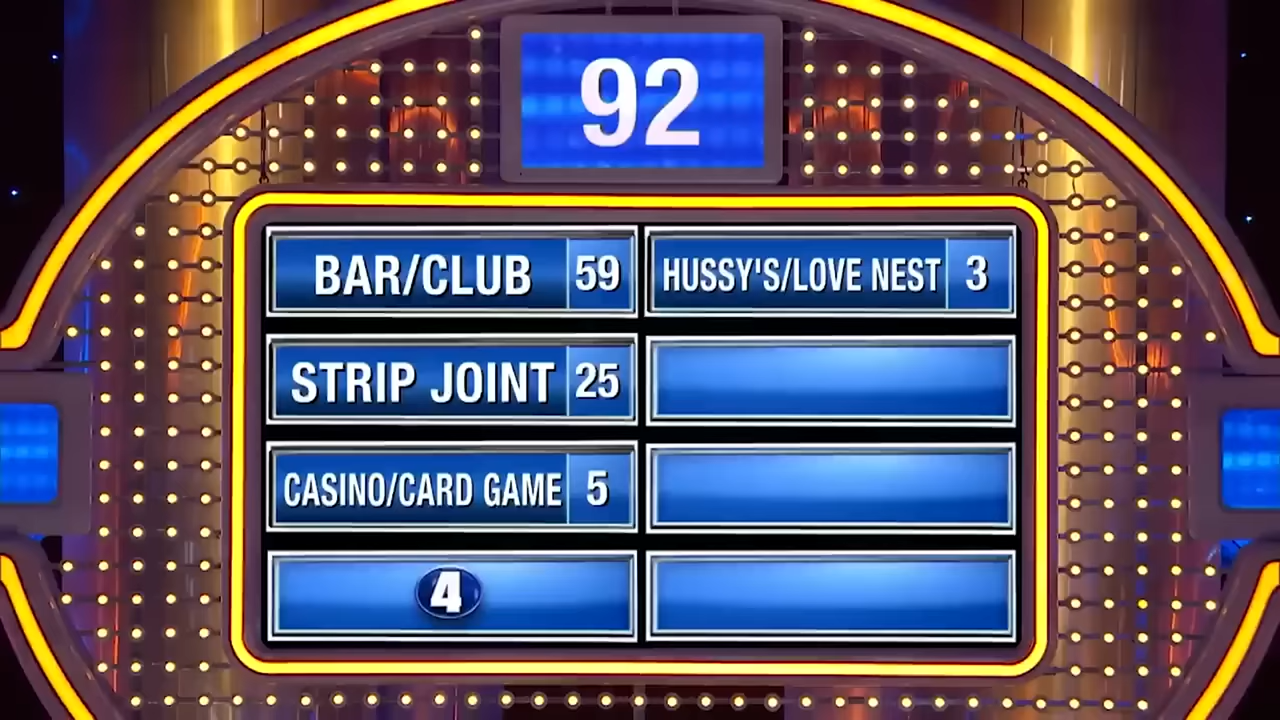 92
BAR/CLUB 59
HUSSY'S/LOVE NEST 3
STRIP JOINT 25
CASINO/CARD GAME 5
4